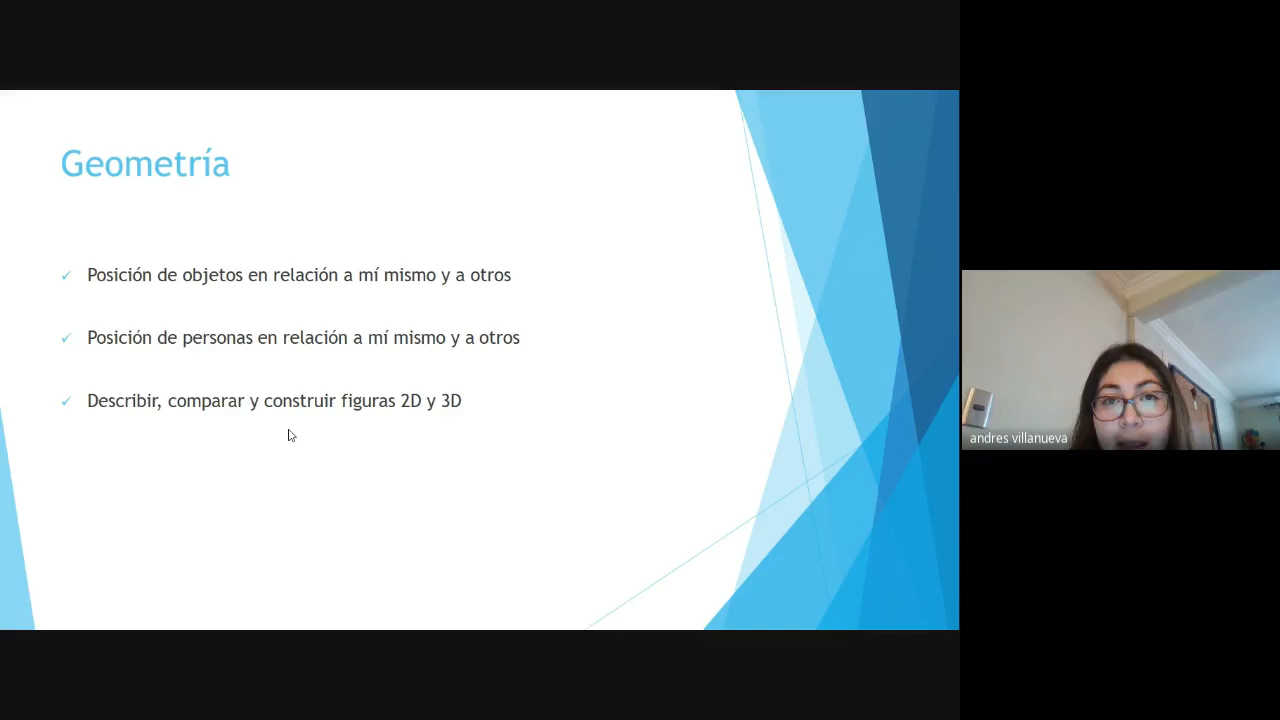 Geometría
Posición de objetos en relación a mí mismo y a otros
Posición de personas en relación a mí mismo y a otros
Describir, comparar y construir figuras 2D y 3D
andres villanueva